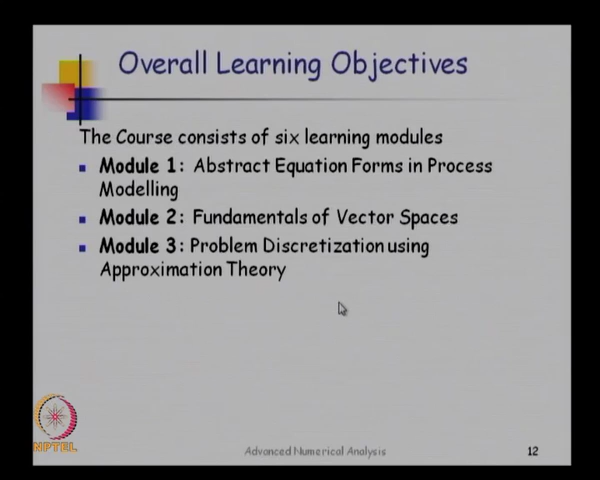 Overall Learning Objectives
The Course consists of six learning modules
Module 1: Abstract Equation Forms in Process
Modelling
Module 2: Fundamentals of Vector Spaces
Module 3: Problem Discretization using
Approximation Theory
NPTEL
Advanced Numerical Analysis
12